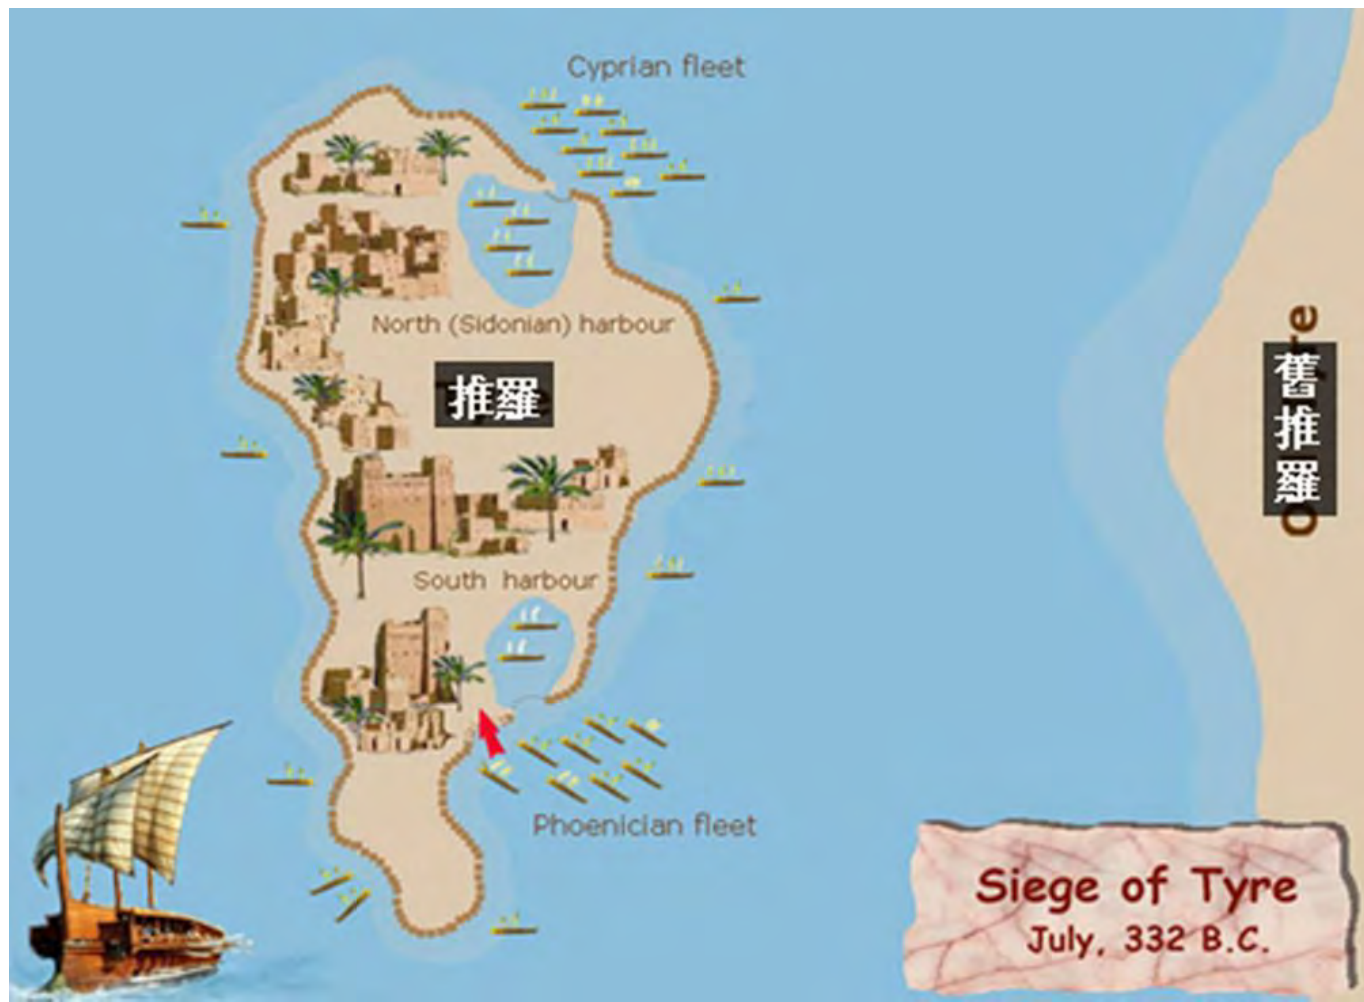 Cyprian fleet
North (Sidonian) harbour
推羅
舊推羅
South harbour
Phoenician fleet
Siege of Tyre
July, 332 B.C.